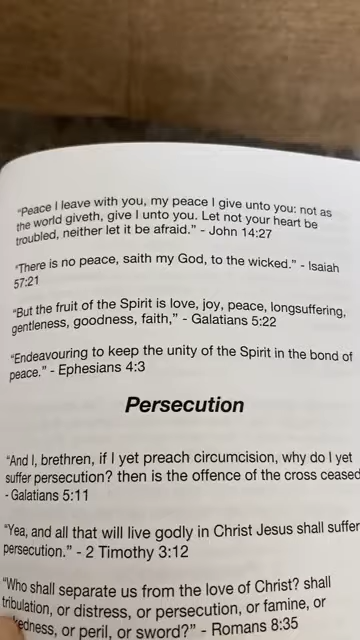 "Peace I leave with you, my peace I give unto you: not as
the world giveth, give I unto you. Let not your heart be
troubled, neither let it be afraid." - John 14:27
"There is no peace, saith my God, to the wicked." - Isaiah
57:21
"But the fruit of the Spirit is love, joy, peace, longsuffering,
gentleness, goodness, faith," - Galatians 5:22
"Endeavouring to keep the unity of the Spirit in the bond of
peace." - Ephesians 4:3
Persecution
"And I, brethren, if I yet preach circumcision, why do I yet
suffer persecution? then is the offence of the cross ceased
- Galatians 5:11
"Yea, and all that will live godly in Christ Jesus shall suffer
persecution." - 2 Timothy 3:12
"Who shall separate us from the love of Christ? shall
tribulation, or distress, or persecution, or famine, or
kedness, or peril, or sword?" - Romans 8:35